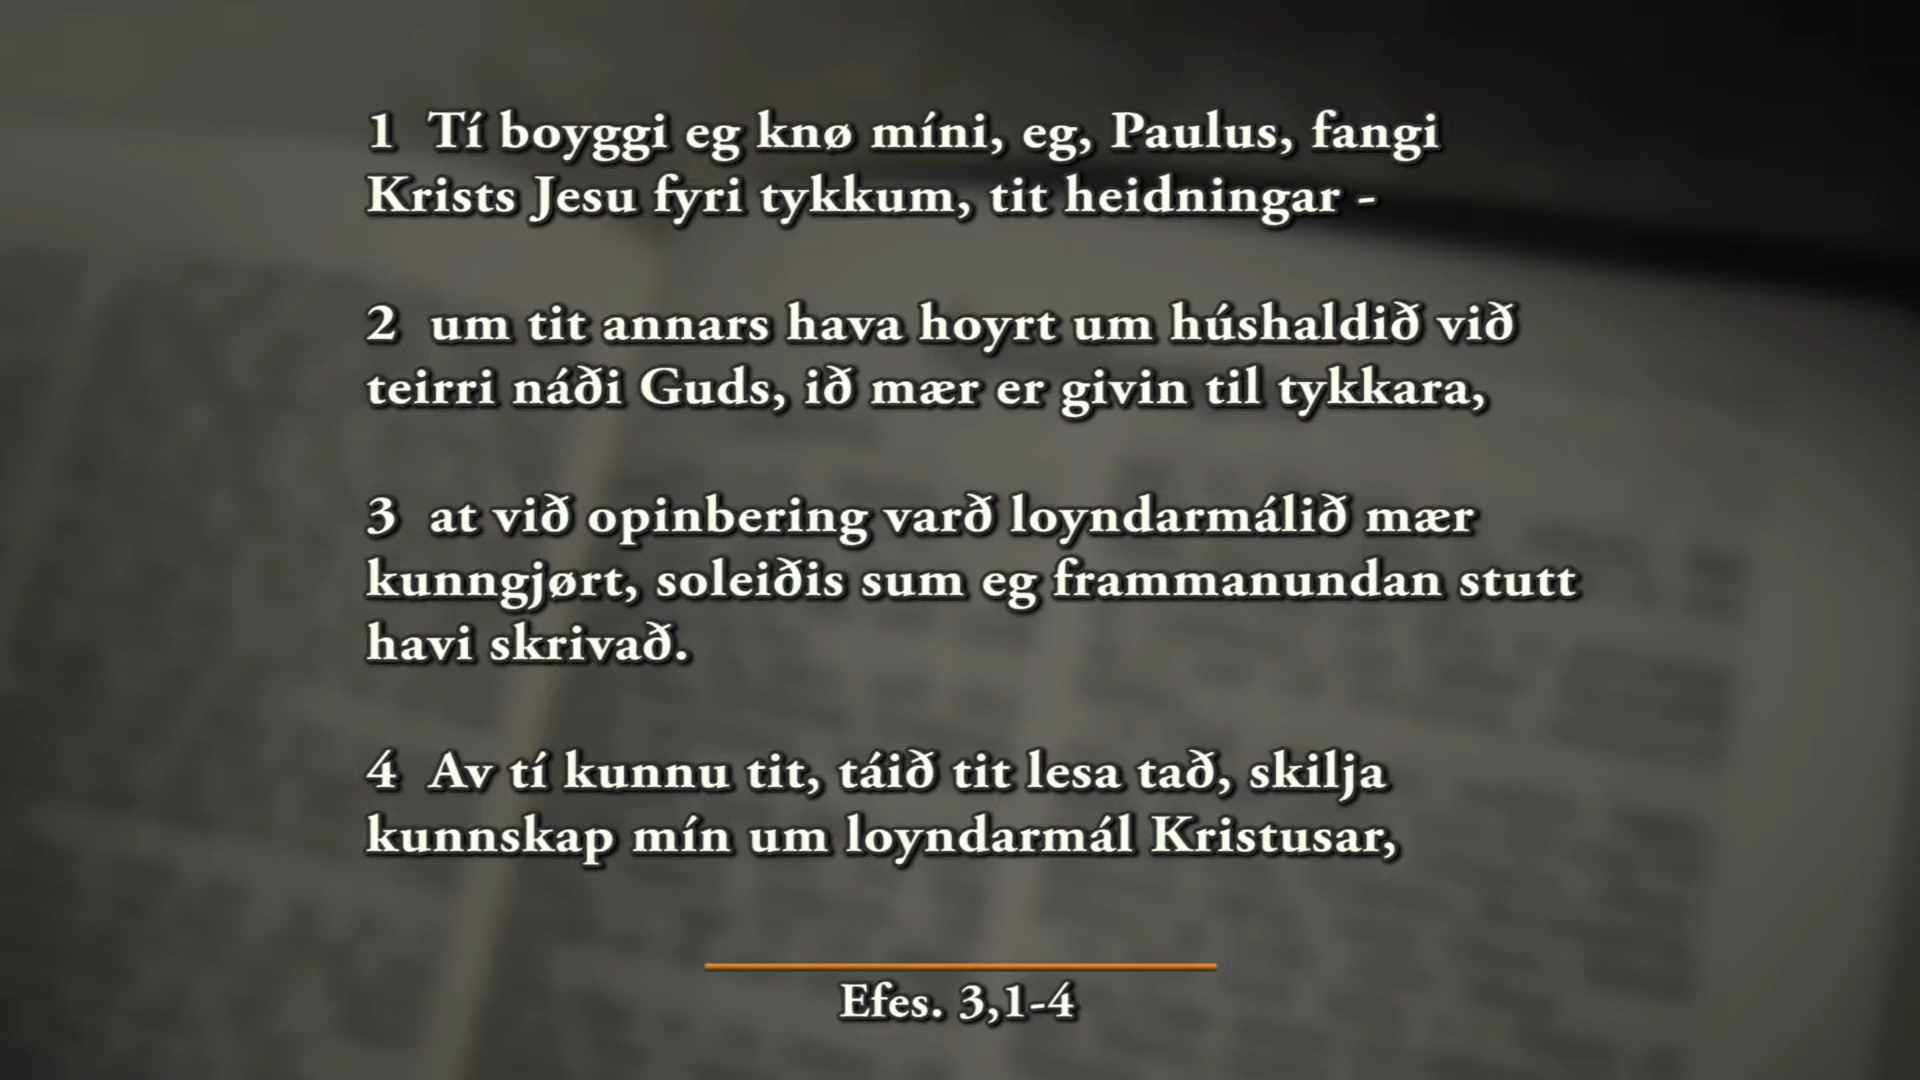 1 Tí boyggi eg knø míni, eg, Paulus, fangi
Krists Jesu fyri tykkum, tit heidningar -
2 um tit annars hava hoyrt um húshaldið við
teirri náði Guds, ið mær er givin til tykkara,
3 at við opinbering varð loyndarmálið mær
kunngjørt, soleiðis sum eg frammanundan stutt
havi skrivað.
4 Av tí kunnu tit, táið tit lesa tað, skilja
kunnskap mín um loyndarmál Kristusar,
Efes. 3,1-4